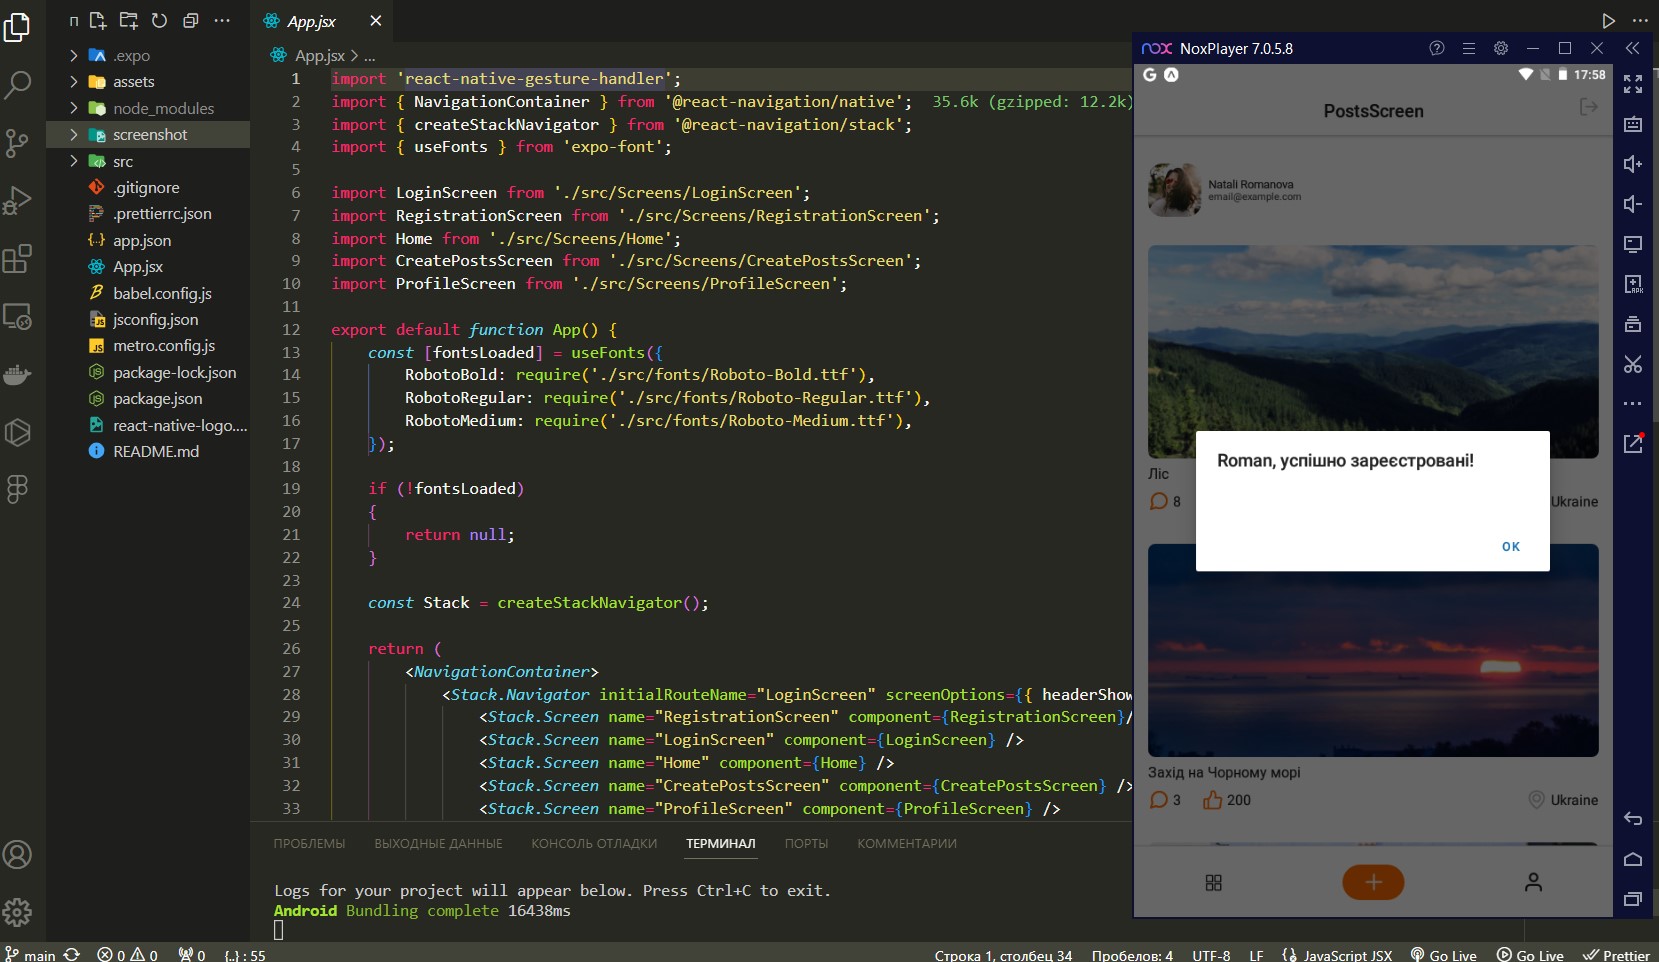 П
App.jsx
.expo
assets
node_modules
screenshot
src
.gitignore
.prettierrc.json
app.json
App.jsx
babel.config.js
jsconfig.json
metro.config.js
package-lock.json
package.json
react-native-logo....
README.md
App.jsx > ...
1 import 'react-native-gesture-handler';
2 import { NavigationContainer } from '@react-navigation/native'; 35.6k (gzipped: 12.2k)
3 import { createStackNavigator } from '@react-navigation/stack';
4 import { useFonts } from 'expo-font';
5
6 import LoginScreen from './src/Screens/LoginScreen';
7 import RegistrationScreen from './src/Screens/RegistrationScreen';
8 import Home from './src/Screens/Home';
9 import CreatePostsScreen from './src/Screens/CreatePostsScreen';
10 import ProfileScreen from './src/Screens/ProfileScreen';
11
12 export default function App() {
13 const [fontsLoaded] = useFonts({
14 RobotoBold: require('./src/fonts/Roboto-Bold.ttf'),
15 RobotoRegular: require('./src/fonts/Roboto-Regular.ttf'),
16 RobotoMedium: require('./src/fonts/Roboto-Medium.ttf'),
17 });
18
19 if (!fontsLoaded)
20 {
21 return null;
22 }
23
24 const Stack = createStackNavigator();
25
26 return (
27 <NavigationContainer>
28 <Stack.Navigator initialRouteName="LoginScreen" screenOptions={{ headerShow
29 <Stack.Screen name="RegistrationScreen" component={RegistrationScreen}/
30 <Stack.Screen name="LoginScreen" component={LoginScreen} />
31 <Stack.Screen name="Home" component={Home} />
32 <Stack.Screen name="CreatePostsScreen" component={CreatePostsScreen} />
33 <Stack.Screen name="ProfileScreen" component={ProfileScreen} />
ПРОБЛЕМЫ ВЫХОДНЫЕ ДАННЫЕ КОНСОЛЬ ОТЛАДКИ ТЕРМИНАЛ ПОРТЫ КОММЕНТАРИИ
Logs for your project will appear below. Press Ctrl+C to exit.
Android Bundling complete 16438ms
nox NoxPlayer 7.0.5.8
G 17:58
PostsScreen
Natali Romanova
email@example.com
Roman, успішно зареєстровані!
OK
Ліс
8 Ukraine
Захід на Чорному морі
3 200 Ukraine
APK
main 0 0 0 {..} : 55 Строка 1, столбец 34 Пробелов: 4 UTF-8 LF JavaScript JSX Go Live Go Live Prettier